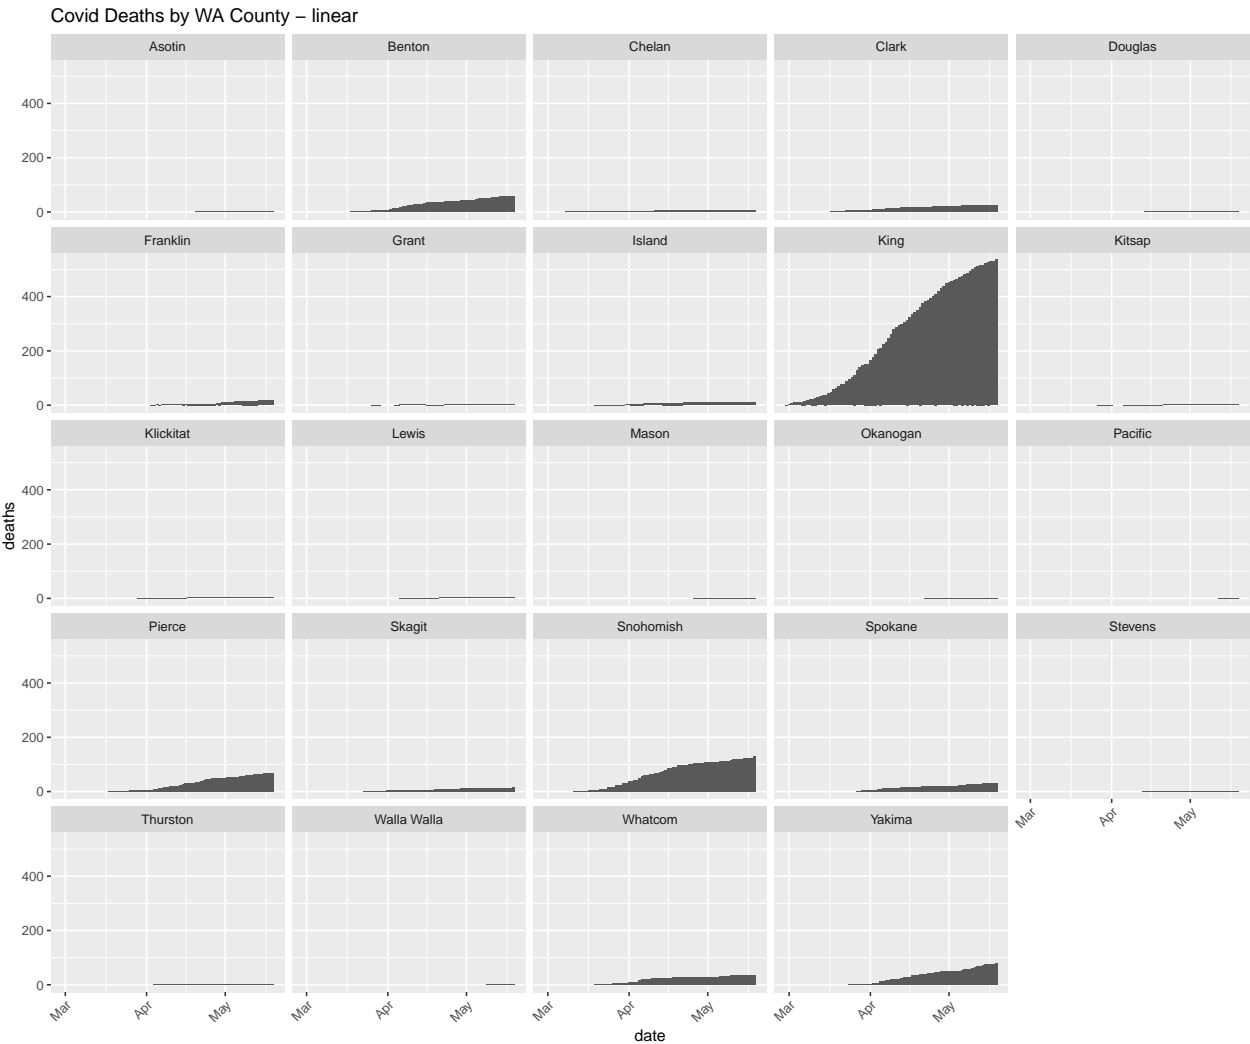 Covid Deaths by WA County – linear
Asotin Benton Chelan Clark Douglas
400
200
0
Franklin Grant Island King Kitsap
400
200
0
Klickitat Lewis Mason Okanogan Pacific
400
200
0
deaths
Pierce Skagit Snohomish Spokane Stevens
400
200
0
Mar Apr May
Thurston Walla Walla Whatcom Yakima
400
200
0
Mar Apr May Mar Apr May Mar Apr May Mar Apr May
date